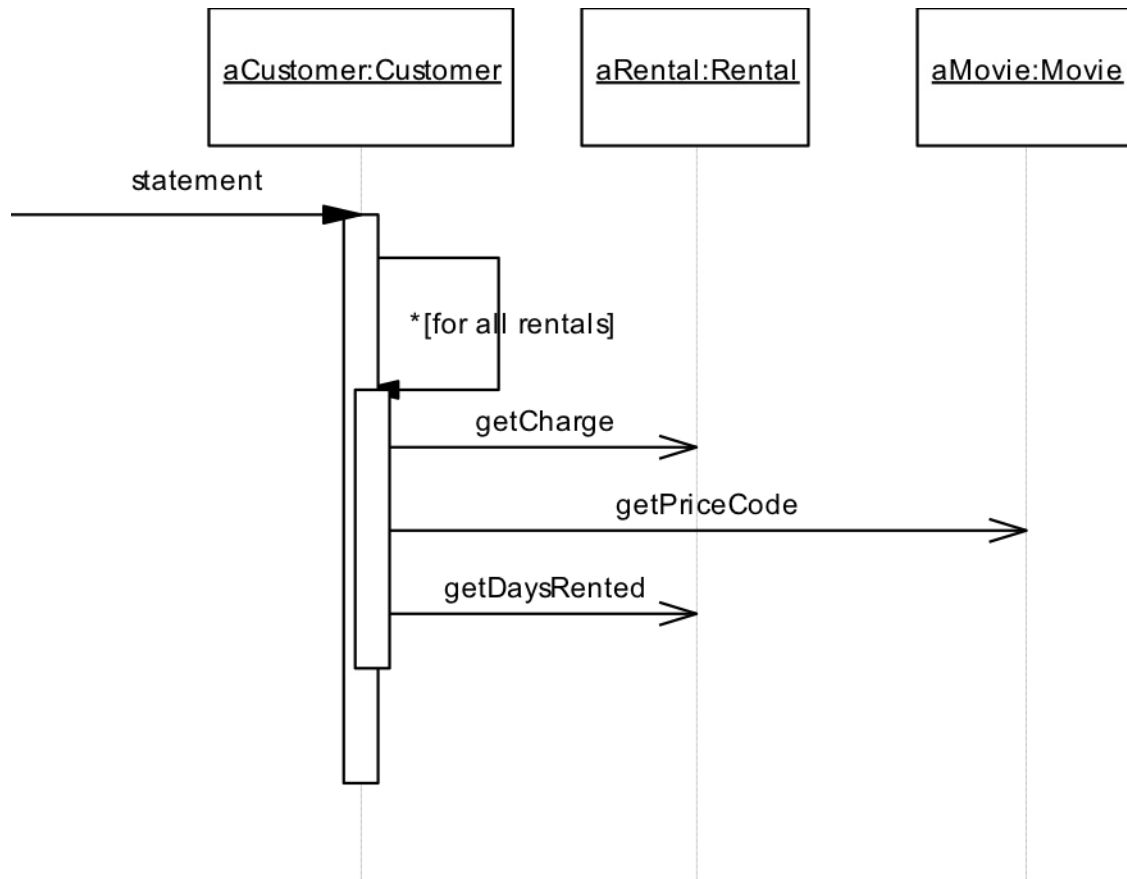 aCustomer:Customer
aRental:Rental
aMovie:Movie
statement
*[for all rentals]
getCharge
getPriceCode
getDaysRented